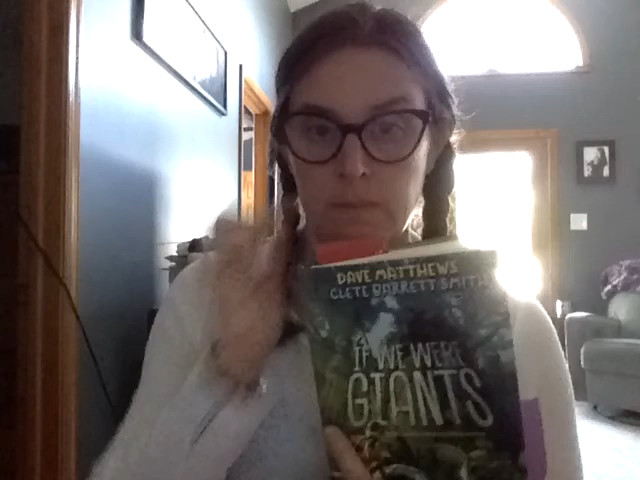 DAVE MATTHEWS
CLETE BARRETT SMITH
IF WE WERE
GIANTS